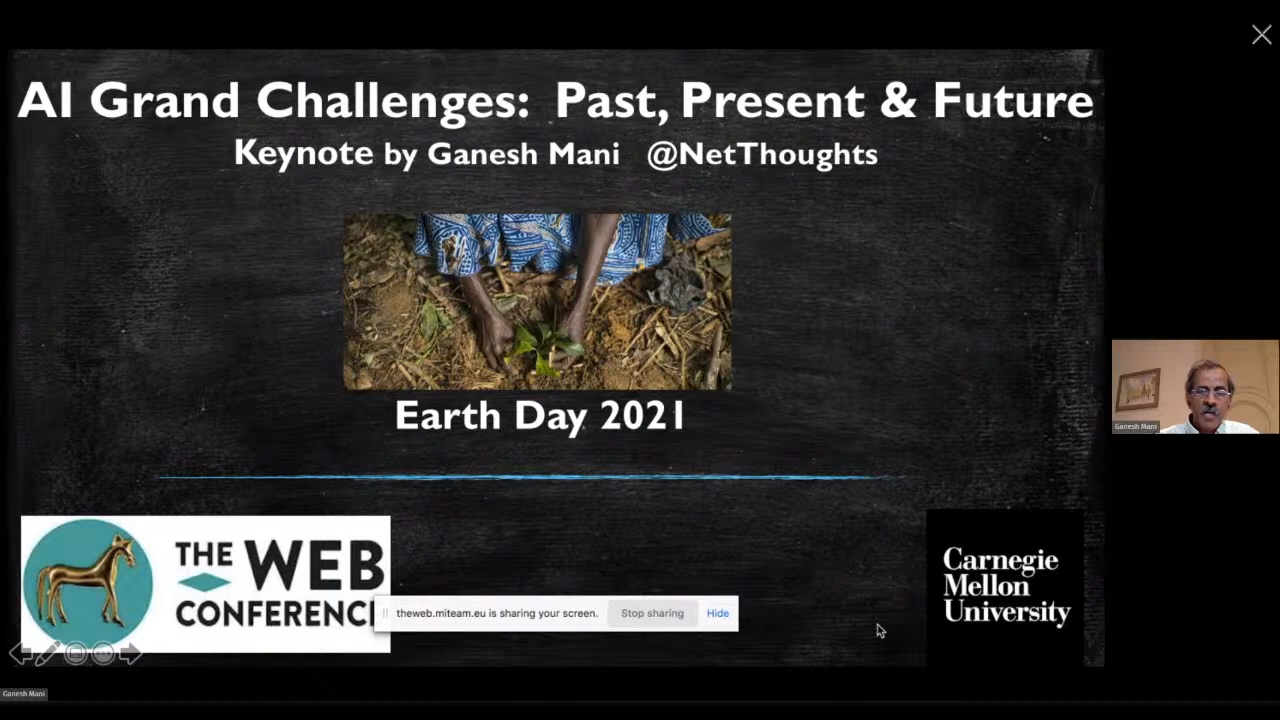 AI Grand Challenges: Past, Present & Future
Keynote by Ganesh Mani @NetThoughts
Earth Day 2021
Ganesh Mani
THE WEB
CONFERENC
theweb.miteam.eu is sharing your screen. Stop sharing Hide
Carnegie
Mellon
University
Ganesh Mani